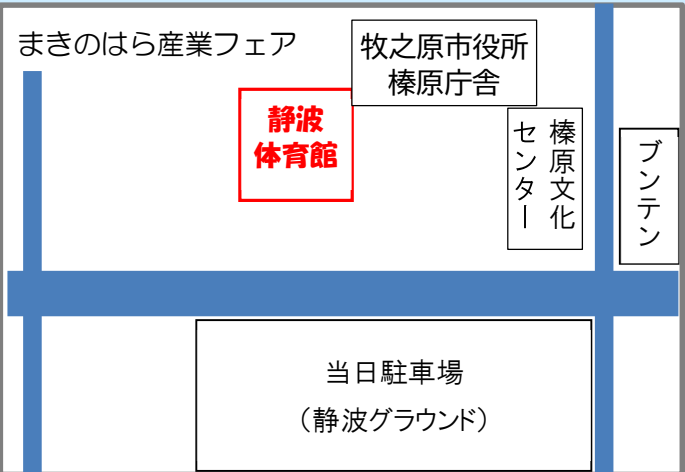 まきのはら産業フェア
牧之原市役所
榛原庁舎
静波
体育館
榛原文化
センター
ブンテン
当日駐車場
（静波グラウンド）